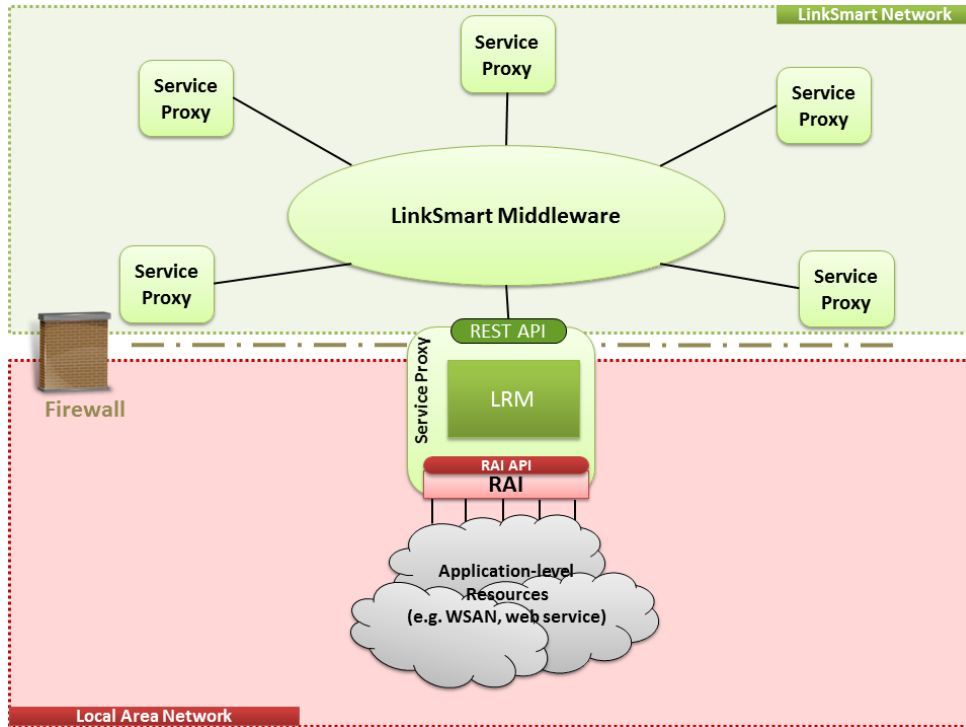 LinkSmart Network
Service
Proxy
Service
Proxy
Service
Proxy
LinkSmart Middleware
Service
Proxy
Service
Proxy
REST API
Service Proxy
LRM
Firewall
RAI API
RAI
Application-level
Resources
(e.g. WSAN, web service)
Local Area Network